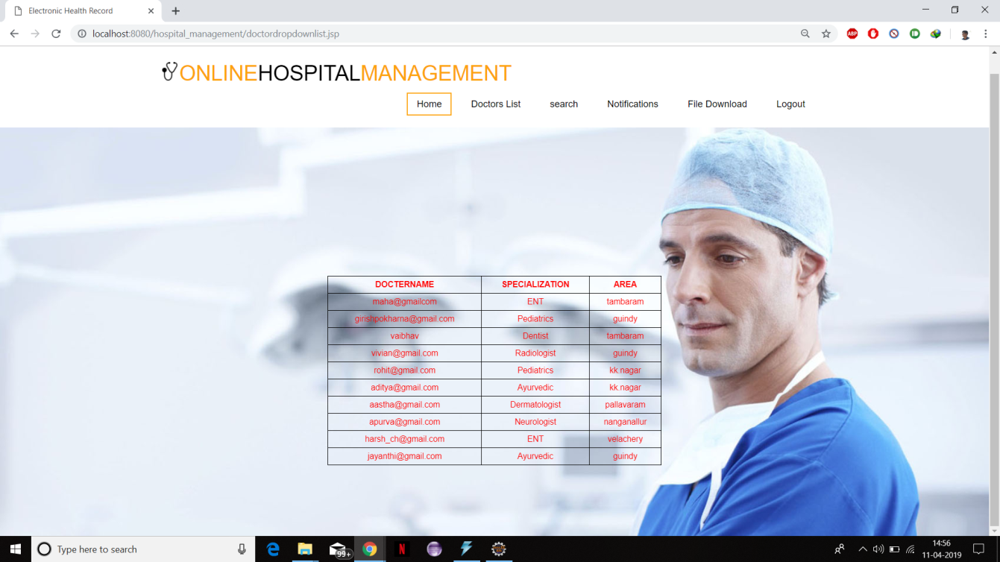 Electronic Health Record
localhost:8080/hospital_management/doctordropdownlist.jsp
ABP
ONLINEHOSPITALMANAGEMENT
Home Doctors List search Notifications File Download Logout
DOCTERNAME SPECIALIZATION AREA
maha@gmailcom ENT tambaram
girishpokharna@gmail.com Pediatrics guindy
vaibhav Dentist tambaram
vivian@gmail.com Radiologist guindy
rohit@gmail.com Pediatrics kk.nagar
aditya@gmail.com Ayurvedic kk.nagar
aastha@gmail.com Dermatologist pallavaram
apurva@gmail.com Neurologist nanganallur
harsh_ch@gmail.com ENT velachery
jayanthi@gmail.com Ayurvedic guindy
Type here to search
99+
N
14:56
11-04-2019